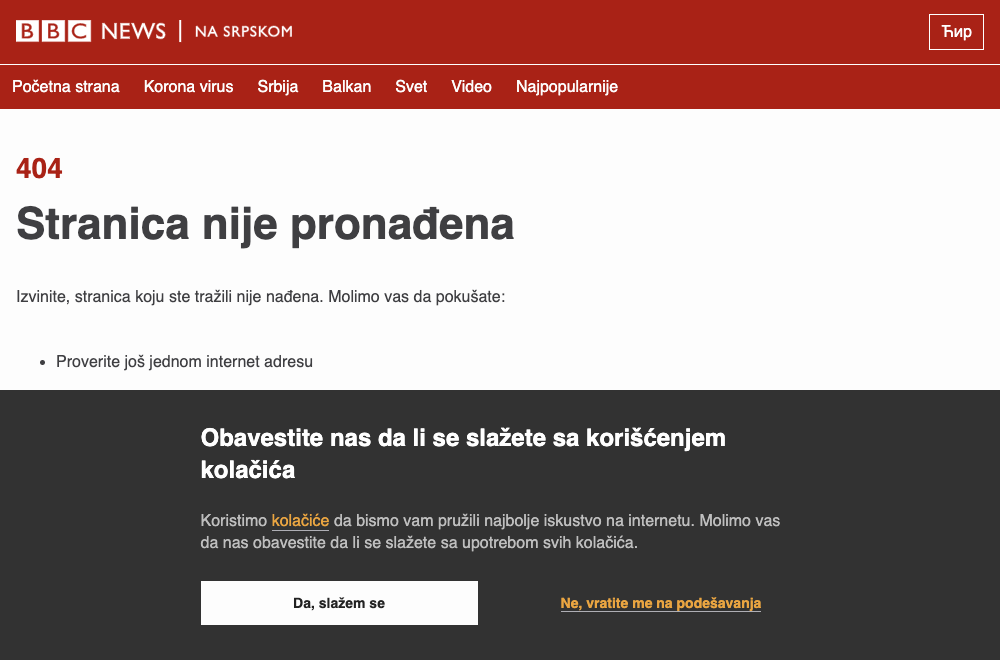 BBC NEWS | NA SRPSKOM
Ћир
Početna strana Korona virus Srbija Balkan Svet Video Najpopularnije
404
Stranica nije pronađena
Izvinite, stranica koju ste tražili nije nađena. Molimo vas da pokušate:
• Proverite još jednom internet adresu
Obavestite nas da li se slažete sa korišćenjem
kolačića
Koristimo kolačiće da bismo vam pružili najbolje iskustvo na internetu. Molimo vas
da nas obavestite da li se slažete sa upotrebom svih kolačića.
Da, slažem se
Ne, vratite me na podešavanja